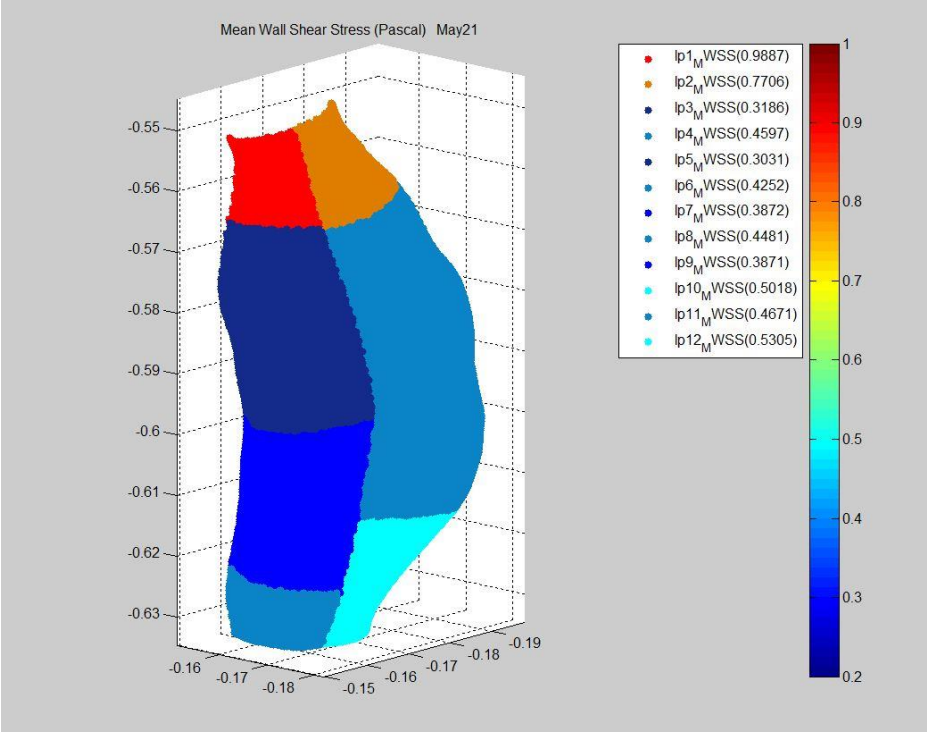 Mean Wall Shear Stress (Pascal) May21
lp1MWSS(0.9887)
lp2MWSS(0.7706)
lp3MWSS(0.3186)
lp4MWSS(0.4597)
lp5MWSS(0.3031)
lp6MWSS(0.4252)
lp7MWSS(0.3872)
lp8MWSS(0.4481)
lp9MWSS(0.3871)
lp10MWSS(0.5018)
lp11MWSS(0.4671)
lp12MWSS(0.5305)
1
0.9
0.8
0.7
0.6
0.5
0.4
0.3
0.2
-0.55
-0.56
-0.57
-0.58
-0.59
-0.6
-0.61
-0.62
-0.63
-0.16
-0.17
-0.18
-0.15
-0.16
-0.17
-0.18
-0.19